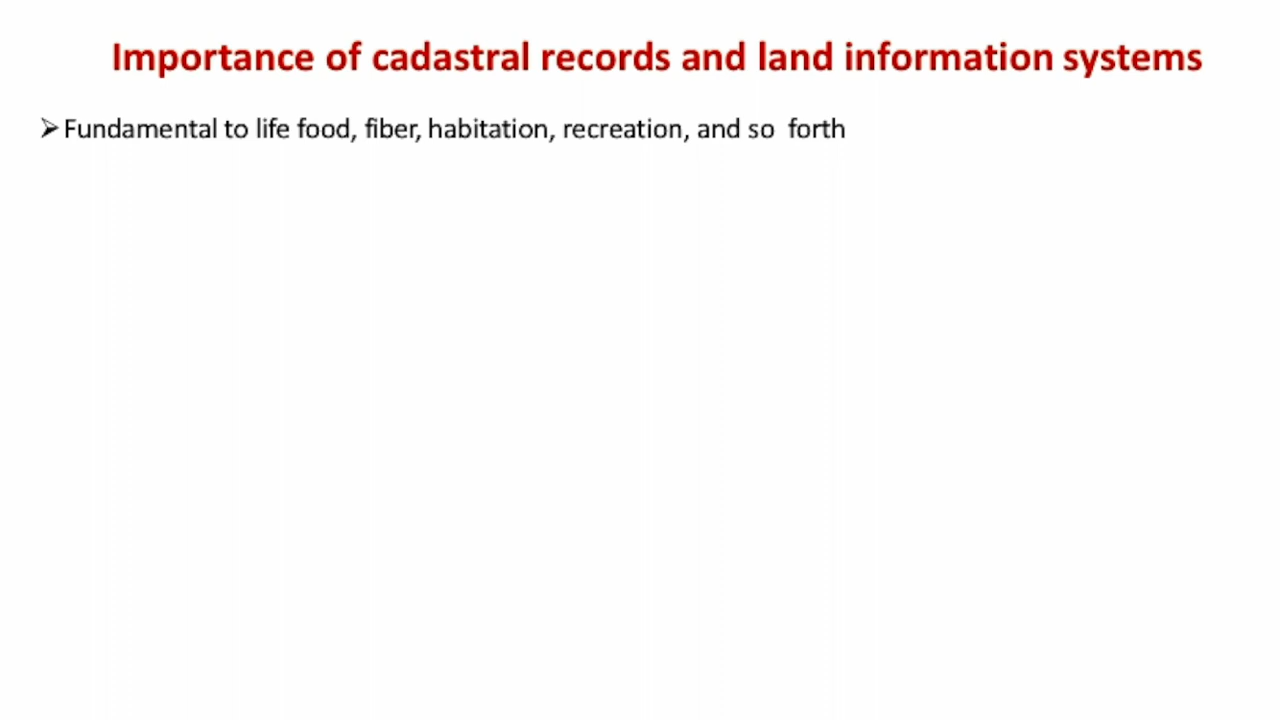 Importance of cadastral records and land information systems
➢Fundamental to life food, fiber, habitation, recreation, and so  forth